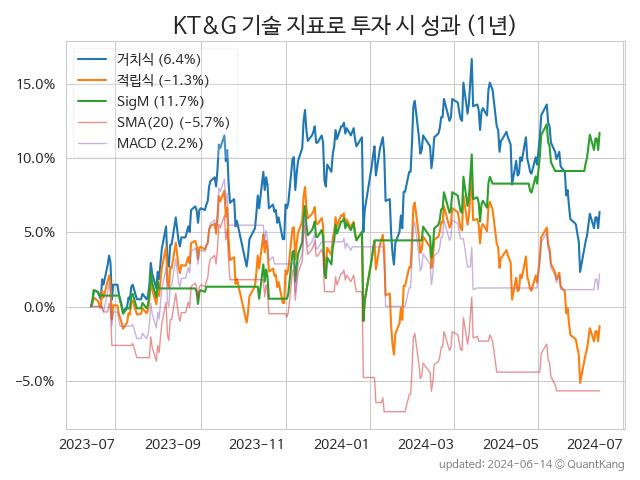 KT&G 기술 지표로 투자 시 성과 (1년)
거치식 (6.4%)
적립식 (−1.3%)
SigM (11.7%)
SMA(20) (−5.7%)
MACD (2.2%)
15.0%
10.0%
5.0%
0.0%
−5.0%
2023-07 2023-09 2023-11 2024-01 2024-03 2024-05 2024-07
updated: 2024-06-14 © QuantKang